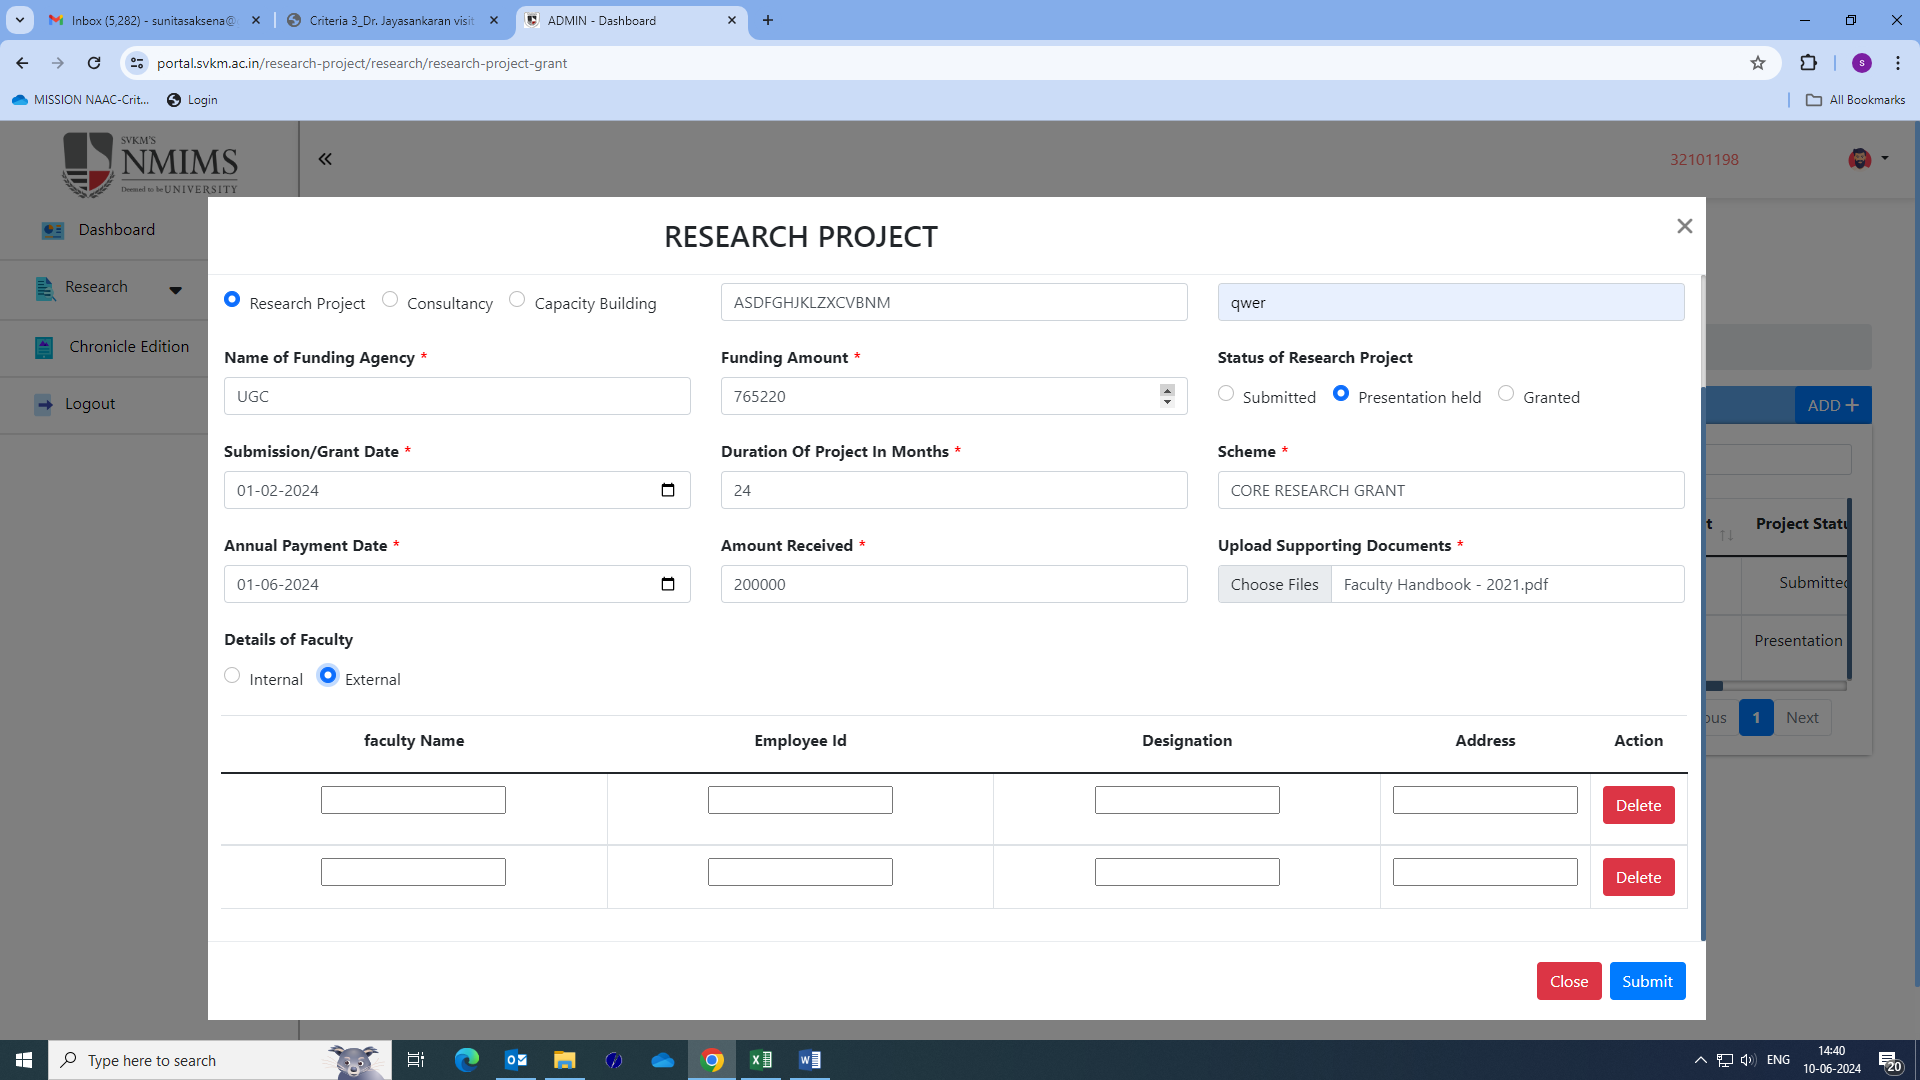 Inbox (5,282) - sunitasaksena@
Criteria 3_Dr. Jayasankaran visit
ADMIN - Dashboard
portal.svkm.ac.in/research-project/research/research-project-grant
S
MISSION NAAC-Crit...
Login
All Bookmarks
SVKM'S
NMIMS
Deemed to be UNIVERSITY
32101198
Dashboard
Research
Chronicle Edition
Logout
RESEARCH PROJECT
Research Project
Consultancy
Capacity Building
ASDFGHJKLZXCVBNM
qwer
Name of Funding Agency *
Funding Amount *
Status of Research Project
UGC
765220
Submitted
Presentation held
Granted
ADD +
Submission/Grant Date *
Duration Of Project In Months *
Scheme *
01-02-2024
24
CORE RESEARCH GRANT
t
Project Statu
Annual Payment Date *
Amount Received *
Upload Supporting Documents *
01-06-2024
200000
Choose Files
Faculty Handbook - 2021.pdf
Submitted
Details of Faculty
Presentation
Internal
External
ous
1
Next
faculty Name
Employee Id
Designation
Address
Action
Delete
Delete
Close
Submit
Type here to search
ENG
14:40
10-06-2024
20